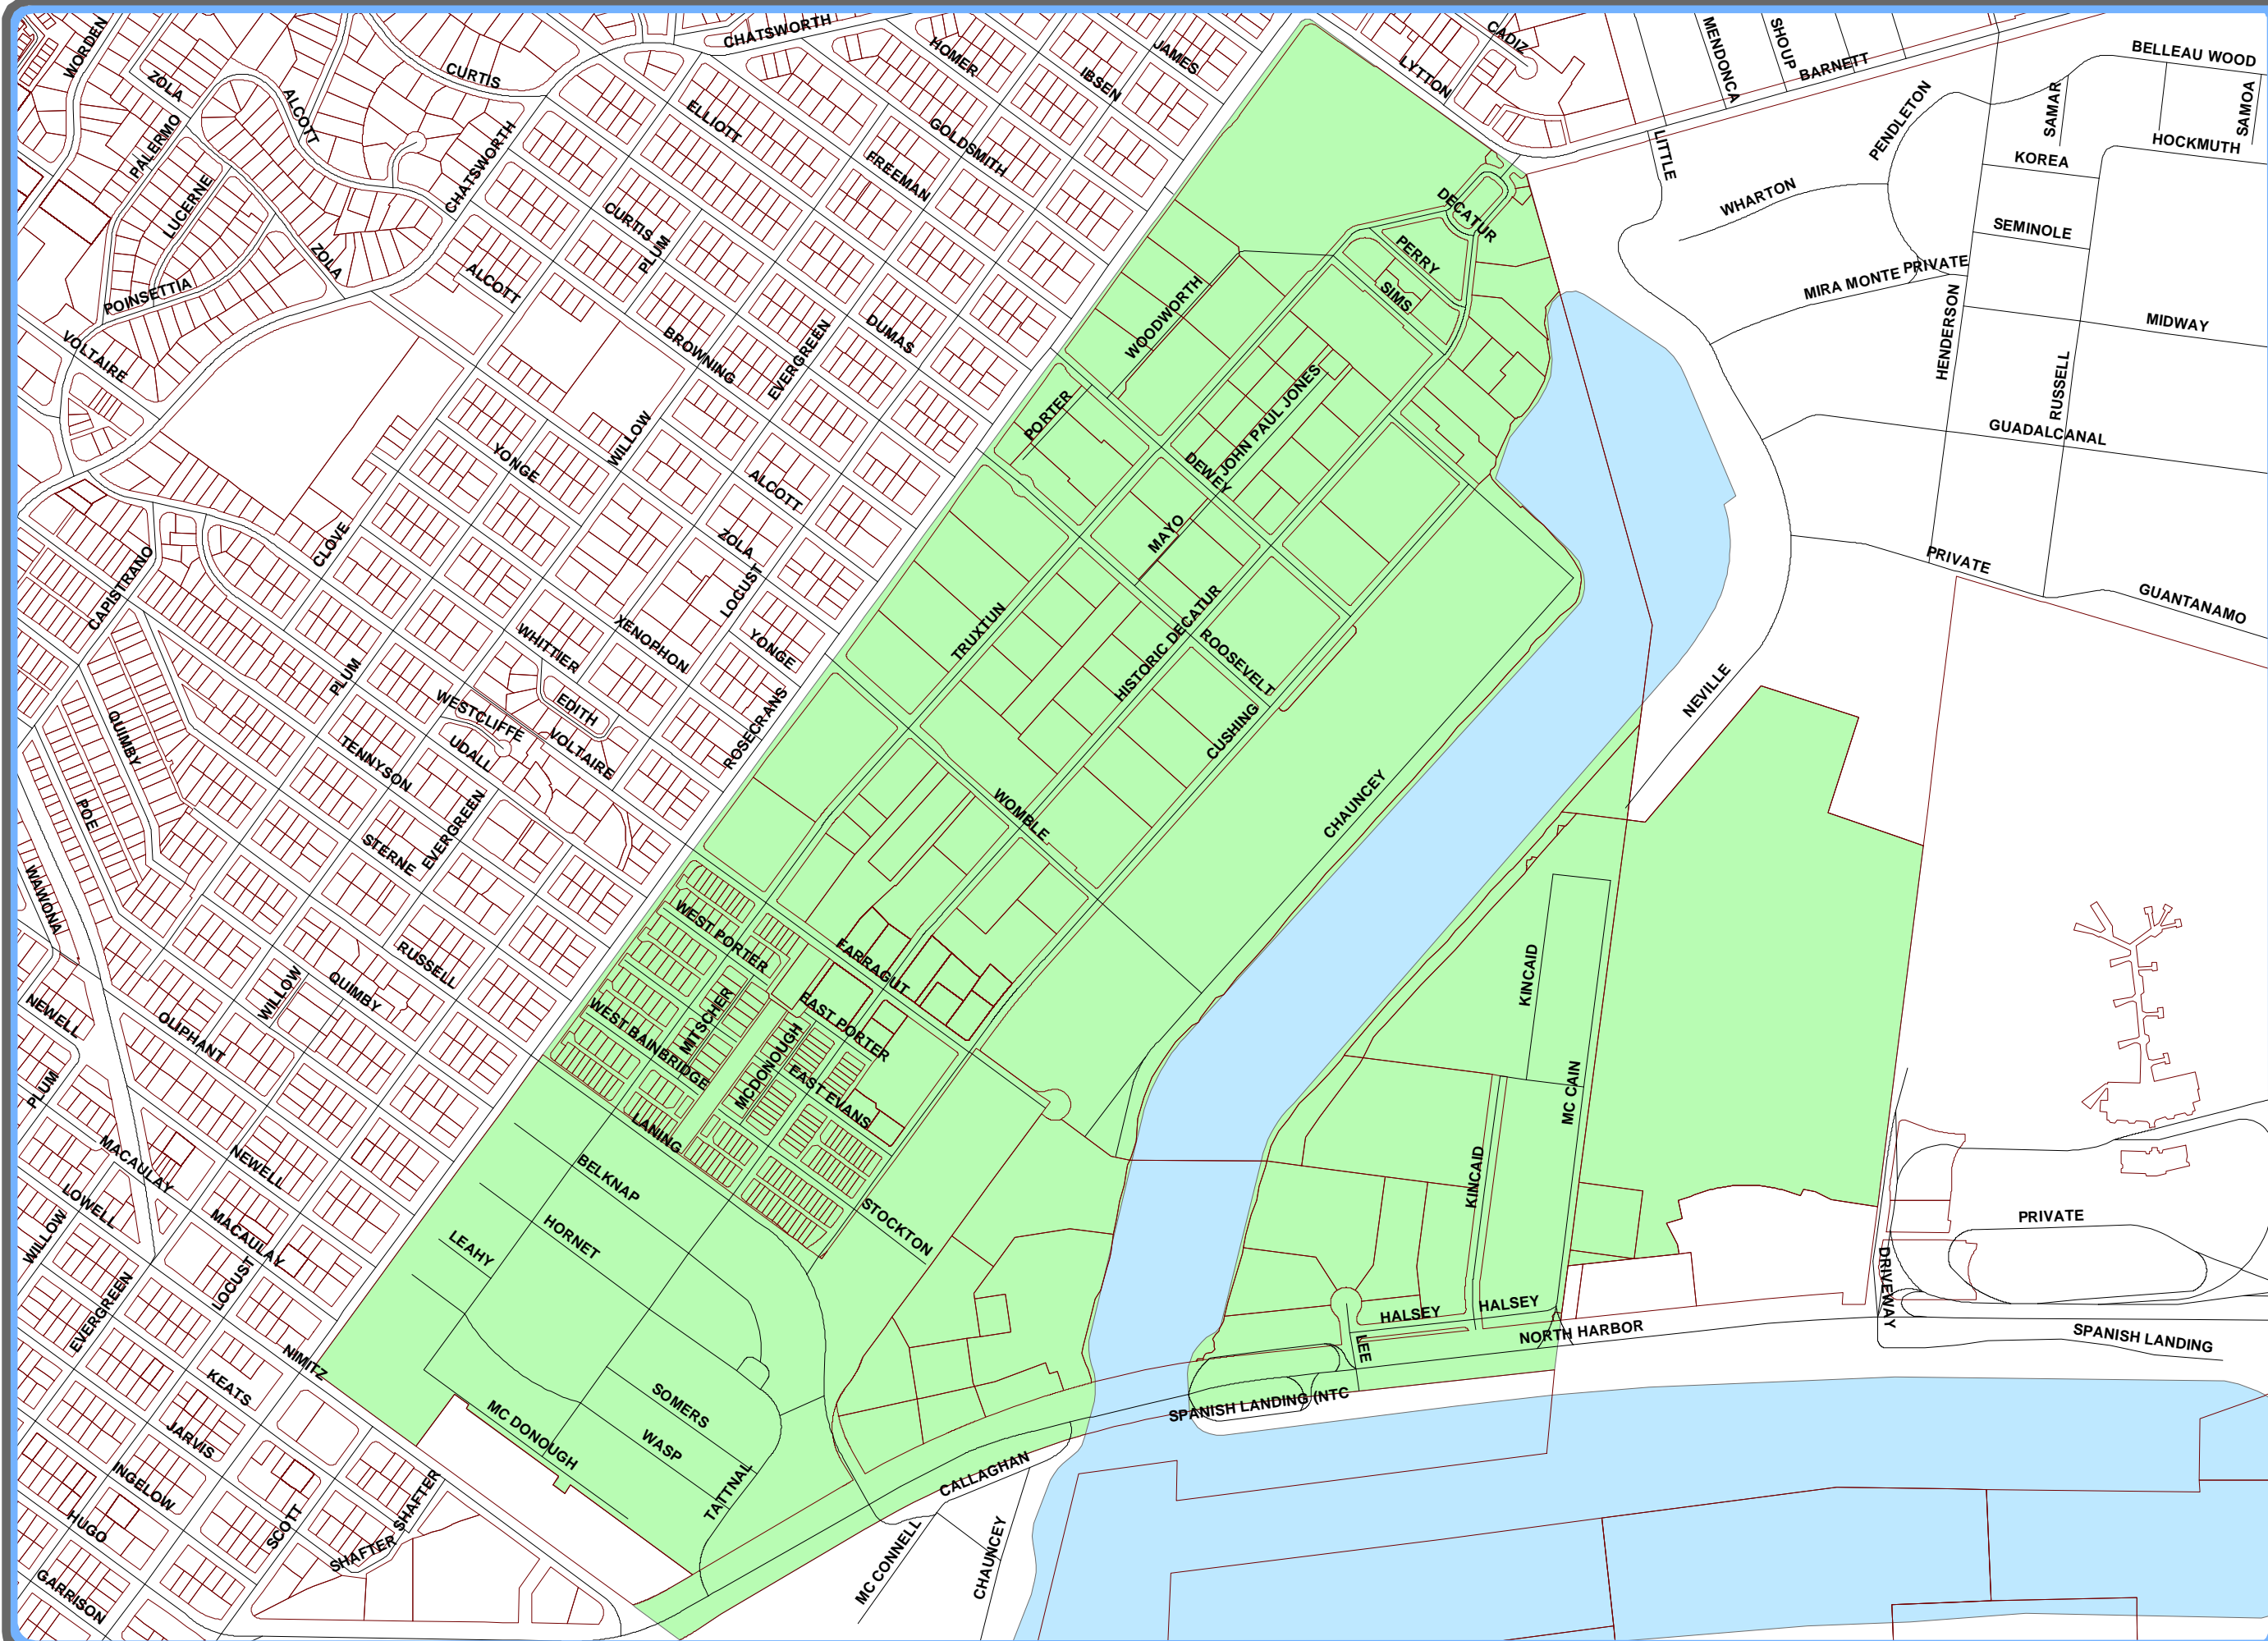 CHATSWORTH
CADIZ
MENDONCA
SHOUP
WORDEN
HOMER
JAMES
BELLEAU WOOD
CURTIS
IBSEN
LYTTON
BARNETT
ZOLA
ALCOTT
ELLIOTT
PENDLETON
SAMAR
SAMOA
PALERMO
CHATSWORTH
GOLDSMITH
HOCKMUTH
KOREA
LITTLE
FREEMAN
LUCERNE
WHARTON
CURTIS
DECATUR
SEMINOLE
PLUM
ZOLA
PERRY
MIRA MONTE PRIVATE
ALCOTT
POINSETTIA
SIMS
WOODWORTH
HENDERSON
MIDWAY
VOLTAIRE
DUMAS
BROWNING
EVERGREEN
RUSSELL
PORTER
JOHN PAUL JONES
WILLOW
GUADALCANAL
YONGE
DEWEY
ALCOTT
MAYO
CLOVE
ZOLA
PRIVATE
CAPISTRANO
LOCUST
GUANTANAMO
TRUXTUN
HISTORIC DECATUR
WHITTIER
XENOPHON
YONGE
ROOSEVELT
PLUM
EDITH
WESTCLIFFE
NEVILLE
ROSECRANS
QUIMBY
UDALL
VOLTAIRE
CUSHING
TENNYSON
POE
EVERGREEN
WOMBLE
CHAUNCEY
STERNE
WAWONA
WEST PORTER
RUSSELL
FARRAGUT
KINCAID
QUIMBY
WILLOW
NEWELL
OLIPHANT
MITSCHER
EAST PORTER
WEST BAINBRIDGE
MCDONOUGH
PLUM
EAST EVANS
MC CAIN
LANING
MACAULAY
NEWELL
BELKNAP
KINCAID
LOWELL
STOCKTON
PRIVATE
WILLOW
MACAULAY
HORNET
LEAHY
LOCUST
DRIVEWAY
EVERGREEN
HALSEY
HALSEY
NORTH HARBOR
SPANISH LANDING
LEE
NIMITZ
KEATS
SOMERS
SPANISH LANDING (NTC
MC DONOUGH
JARVIS
WASP
INGELOW
TATTNAL
CALLAGHAN
SHAFTER
HUGO
SCOTT
SHAFTER
MC CONNELL
CHAUNCEY
GARRISON